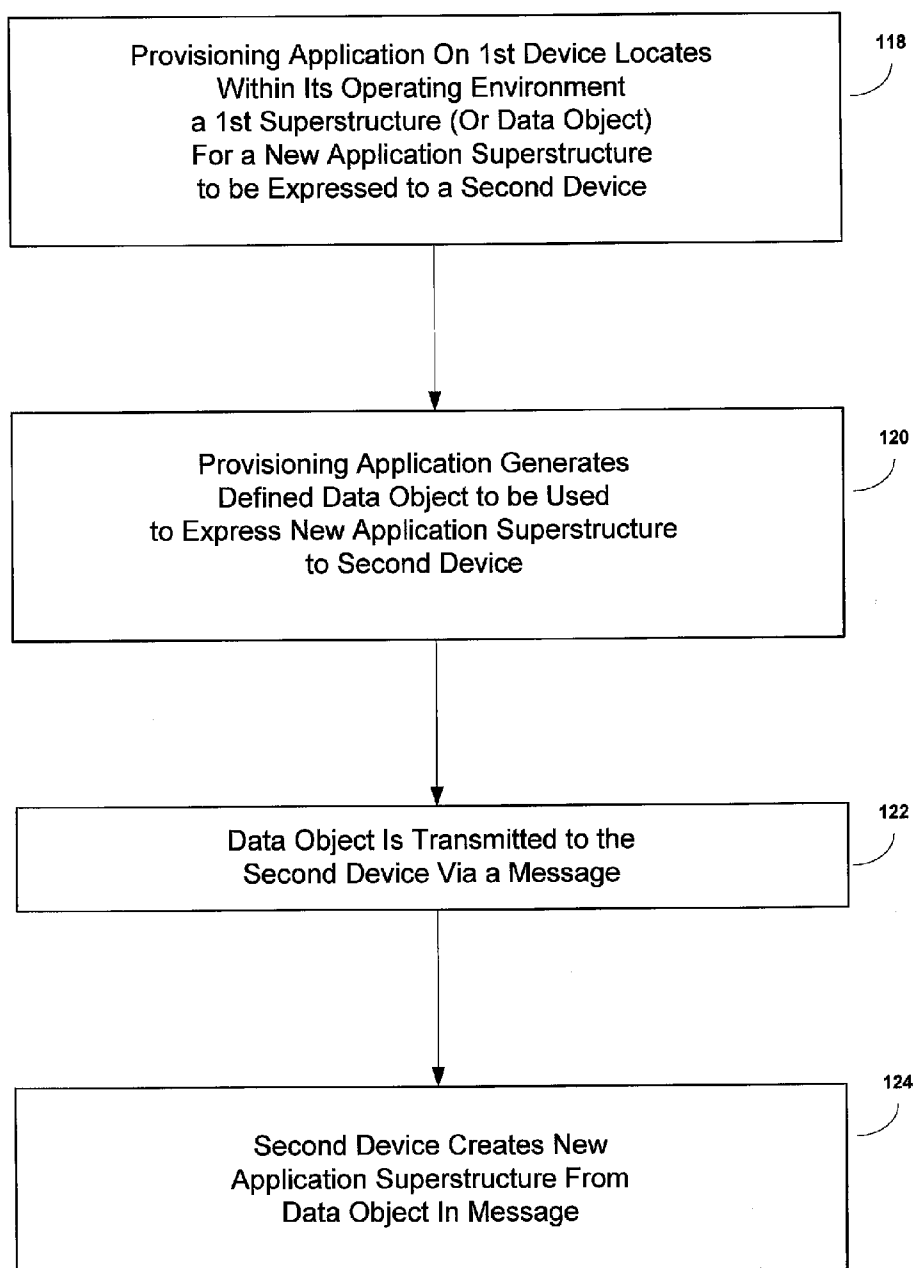 Provisioning Application On 1st Device Locates
Within Its Operating Environment
a 1st Superstructure (Or Data Object)
For a New Application Superstructure
to be Expressed to a Second Device
118
Provisioning Application Generates
Defined Data Object to be Used
to Express New Application Superstructure
to Second Device
120
Data Object Is Transmitted to the
Second Device Via a Message
122
Second Device Creates New
Application Superstructure From
Data Object In Message
124